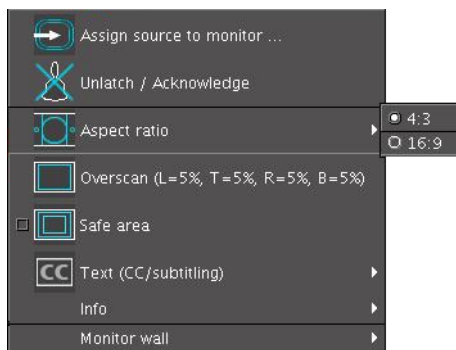 Assign source to monitor ...
Unlatch / Acknowledge
Aspect ratio
4:3
16:9
Overscan (L=5%, T=5%, R=5%, B=5%)
Safe area
CC Text (CC/subtitling)
Info
Monitor wall